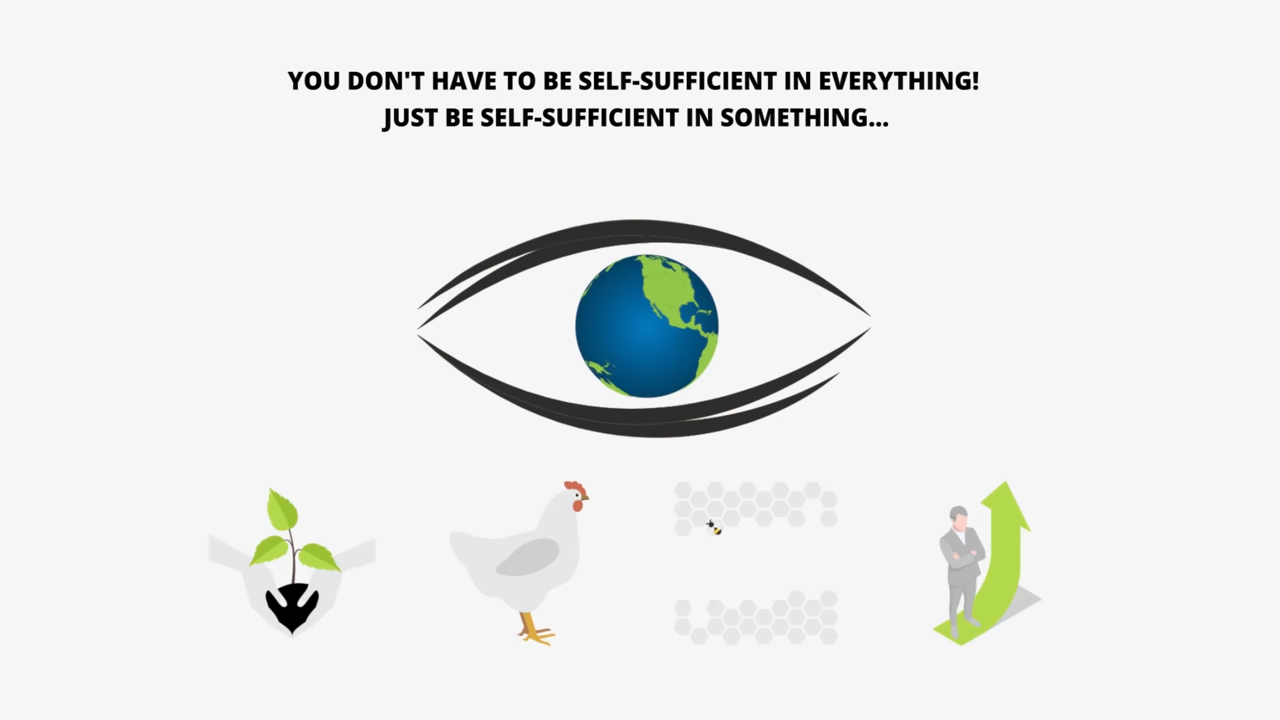 YOU DON'T HAVE TO BE SELF-SUFFICIENT IN EVERYTHING!
JUST BE SELF-SUFFICIENT IN SOMETHING...